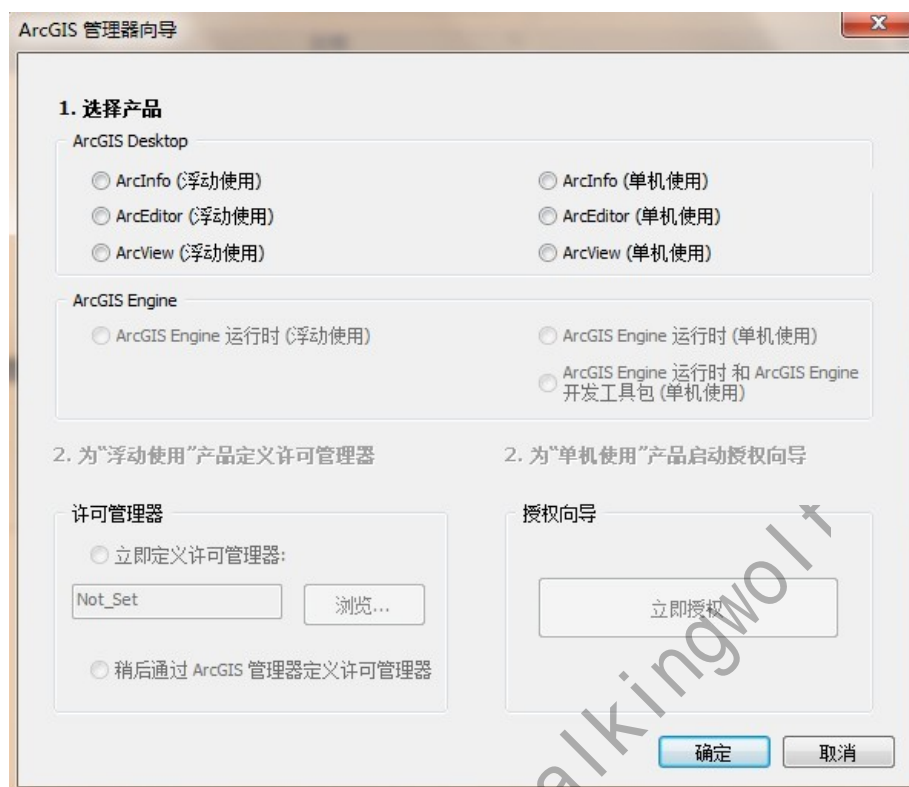 ArcGIS 管理器向导
1. 选择产品
ArcGIS Desktop
ArcInfo (浮动使用)
ArcInfo (单机使用)
ArcEditor (浮动使用)
ArcEditor (单机使用)
ArcView (浮动使用)
ArcView (单机使用)
ArcGIS Engine
ArcGIS Engine 运行时 (浮动使用)
ArcGIS Engine 运行时 (单机使用)
ArcGIS Engine 运行时 和 ArcGIS Engine
开发工具包 (单机使用)
2. 为“浮动使用”产品定义许可管理器
2. 为“单机使用”产品启动授权向导
许可管理器
授权向导
立即定义许可管理器:
Not_Set
浏览...
立即授权
稍后通过 ArcGIS 管理器定义许可管理器
确定
取消